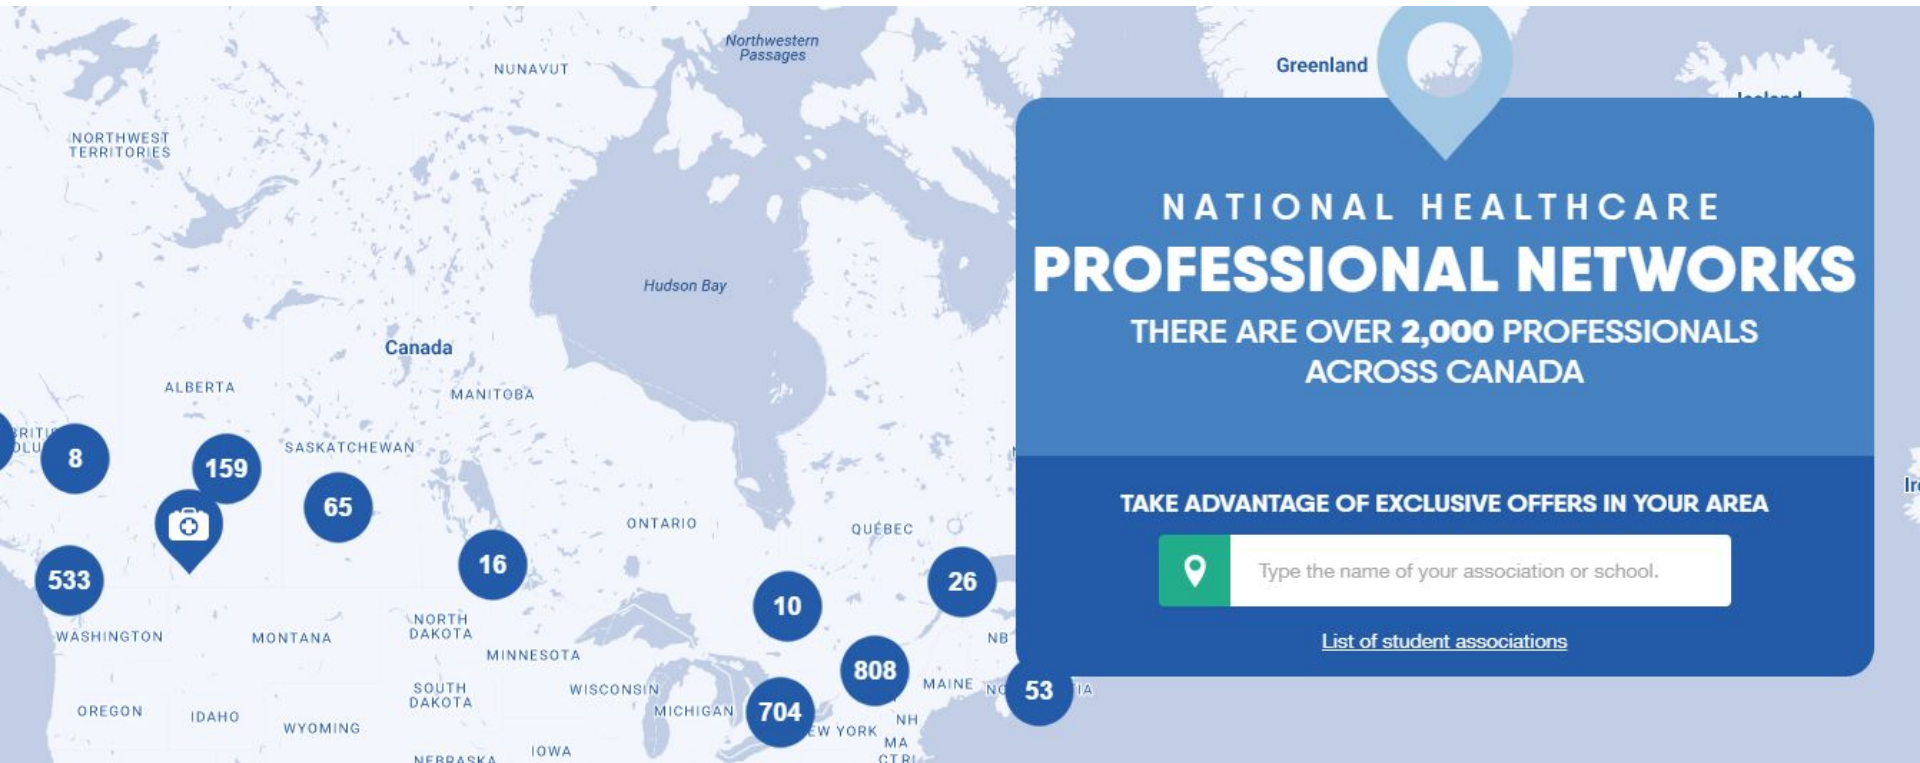 Northwestern
Passages
NUNAVUT
Greenland
NORTHWEST
TERRITORIES
Hudson Bay
Canada
ALBERTA
MANITOBA
SASKATCHEWAN
ONTARIO
QUÉBEC
8
159
65
533
16
10
26
808
704
53
WASHINGTON
MONTANA
NORTH
DAKOTA
MINNESOTA
NB
SOUTH
DAKOTA
WISCONSIN
MICHIGAN
MAINE
OREGON
IDAHO
WYOMING
NH
MA
CT RI
IOWA
NEBRASKA
NATIONAL HEALTHCARE
PROFESSIONAL NETWORKS
THERE ARE OVER 2,000 PROFESSIONALS
ACROSS CANADA
TAKE ADVANTAGE OF EXCLUSIVE OFFERS IN YOUR AREA
Type the name of your association or school.
List of student associations